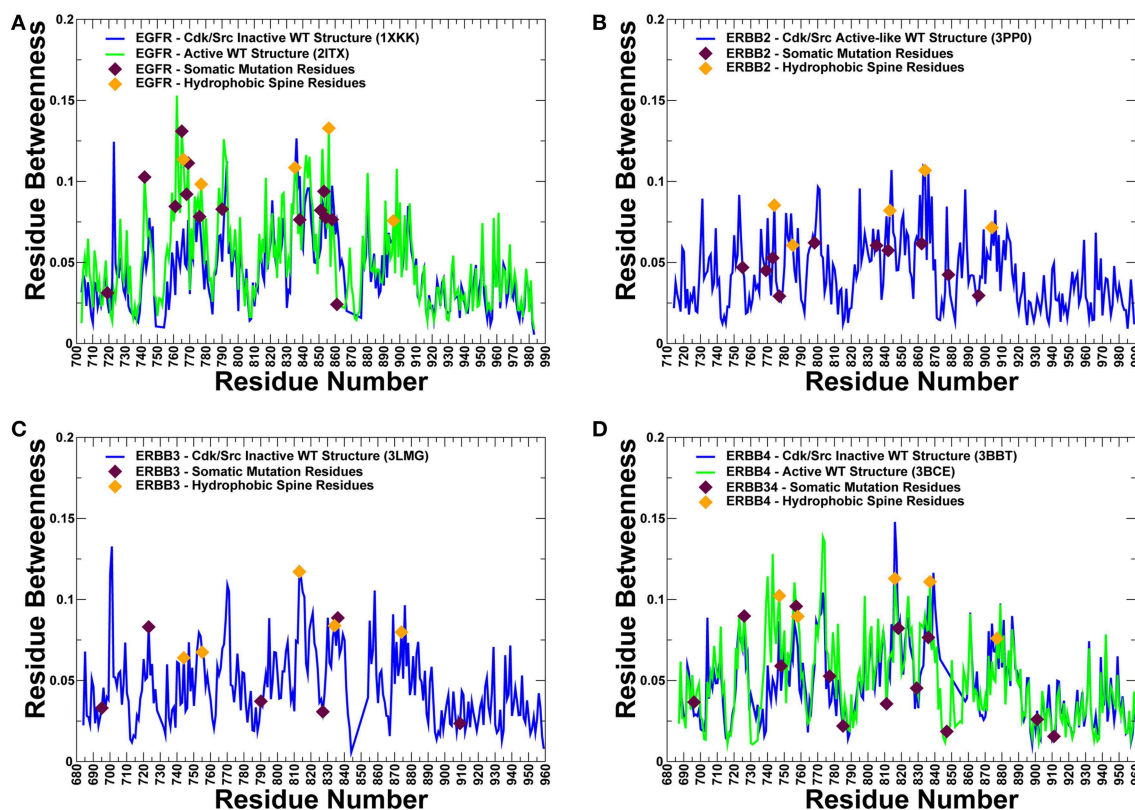 A
0.2
EGFR - Cdk/Src Inactive WT Structure (1XKK)
EGFR - Active WT Structure (2ITX)
EGFR - Somatic Mutation Residues
EGFR - Hydrophobic Spine Residues
0.15
0.1
0.05
0
Residue Betweenness
700 710 720 730 740 750 760 770 780 790 800 810 820 830 840 850 860 870 880 890 900 910 920 930 940 950 960 970 980 990
Residue Number
B
0.2
ERBB2 - Cdk/Src Active-like WT Structure (3PP0)
ERBB2 - Somatic Mutation Residues
ERBB2 - Hydrophobic Spine Residues
0.15
0.1
0.05
0
Residue Betweenness
710 720 730 740 750 760 770 780 790 800 810 820 830 840 850 860 870 880 890 900 910 920 930 940 950 960 970 980
Residue Number
C
0.2
ERBB3 - Cdk/Src Inactive WT Structure (3LMG)
ERBB3 - Somatic Mutation Residues
ERBB3 - Hydrophobic Spine Residues
0.15
0.1
0.05
0
Residue Betweenness
680 690 700 710 720 730 740 750 760 770 780 790 800 810 820 830 840 850 860 870 880 890 900 910 920 930 940 950 960
Residue Number
D
0.2
ERBB4 - Cdk/Src Inactive WT Structure (3BBT)
ERBB4 - Active WT Structure (3BCE)
ERBB34 - Somatic Mutation Residues
ERBB4 - Hydrophobic Spine Residues
0.15
0.1
0.05
0
Residue Betweenness
680 690 700 710 720 730 740 750 760 770 780 790 800 810 820 830 840 850 860 870 880 890 900 910 920 930 940 950
Residue Number